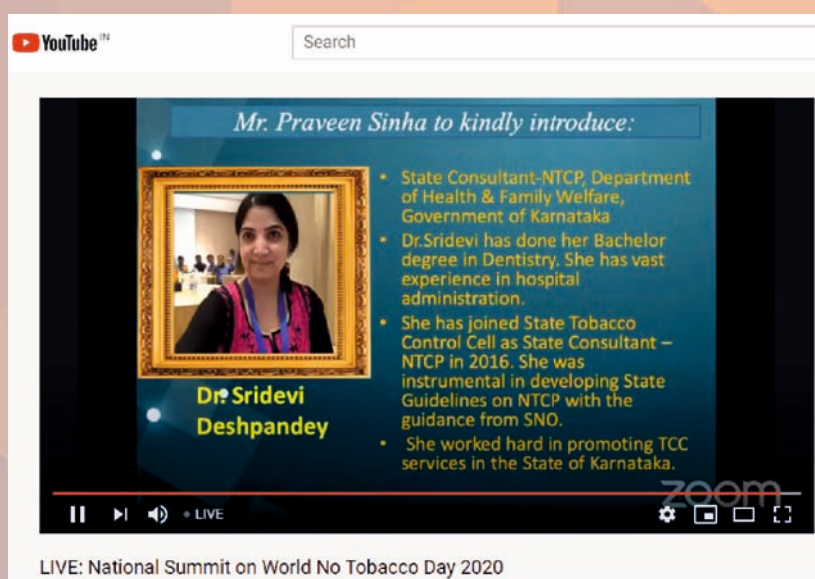 YouTube IN
Search
Mr. Praveen Sinha to kindly introduce:
• State Consultant-NTCP, Department
of Health & Family Welfare,
Government of Karnataka
• Dr.Sridevi has done her Bachelor
degree in Dentistry. She has vast
experience in hospital
administration.
• She has joined State Tobacco
Control Cell as State Consultant –
NTCP in 2016. She was
instrumental in developing State
Guidelines on NTCP with the
guidance from SNO.
• She worked hard in promoting TCC
services in the State of Karnataka.
Dr. Sridevi
Deshpandey
zoom
LIVE
LIVE: National Summit on World No Tobacco Day 2020